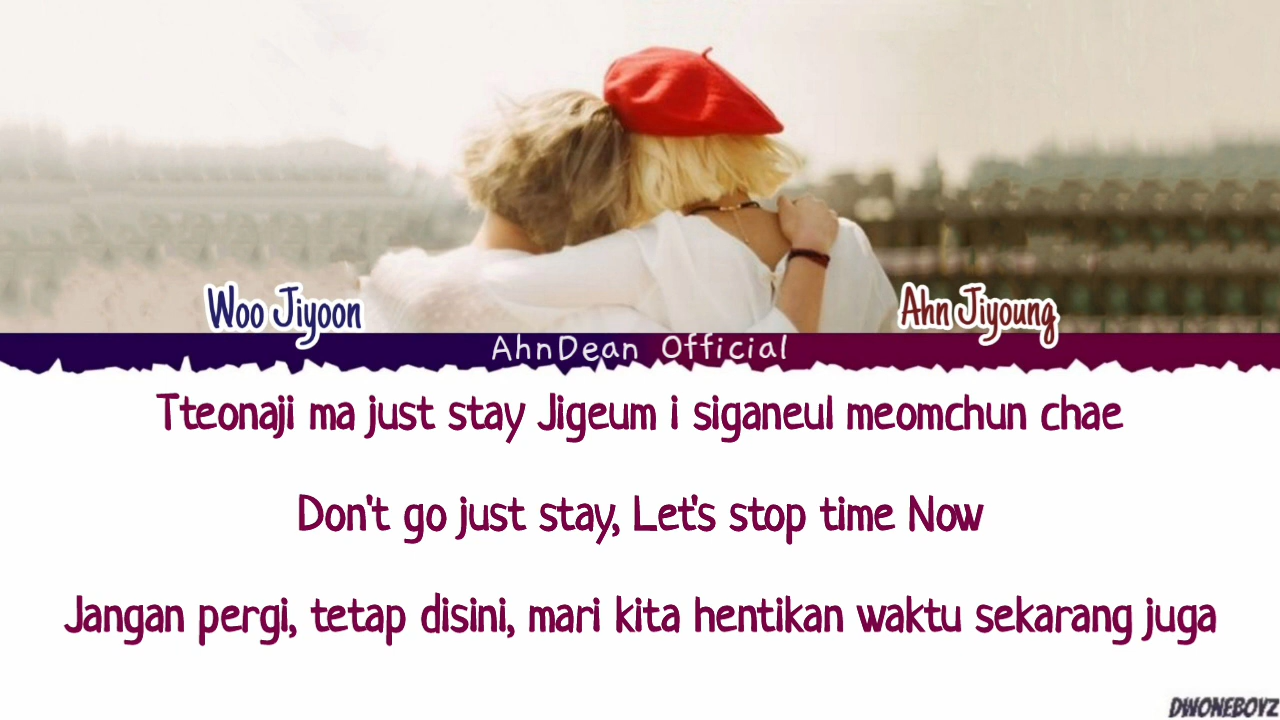 Woo Jiyoon
Ahn Jiyoung
AhnDean Official
Tteonaji ma just stay Jigeum i siganeul meomchun chae
Don't go just stay, Let's stop time Now
Jangan pergi, tetap disini, mari kita hentikan waktu sekarang juga
DWONEBOYZ